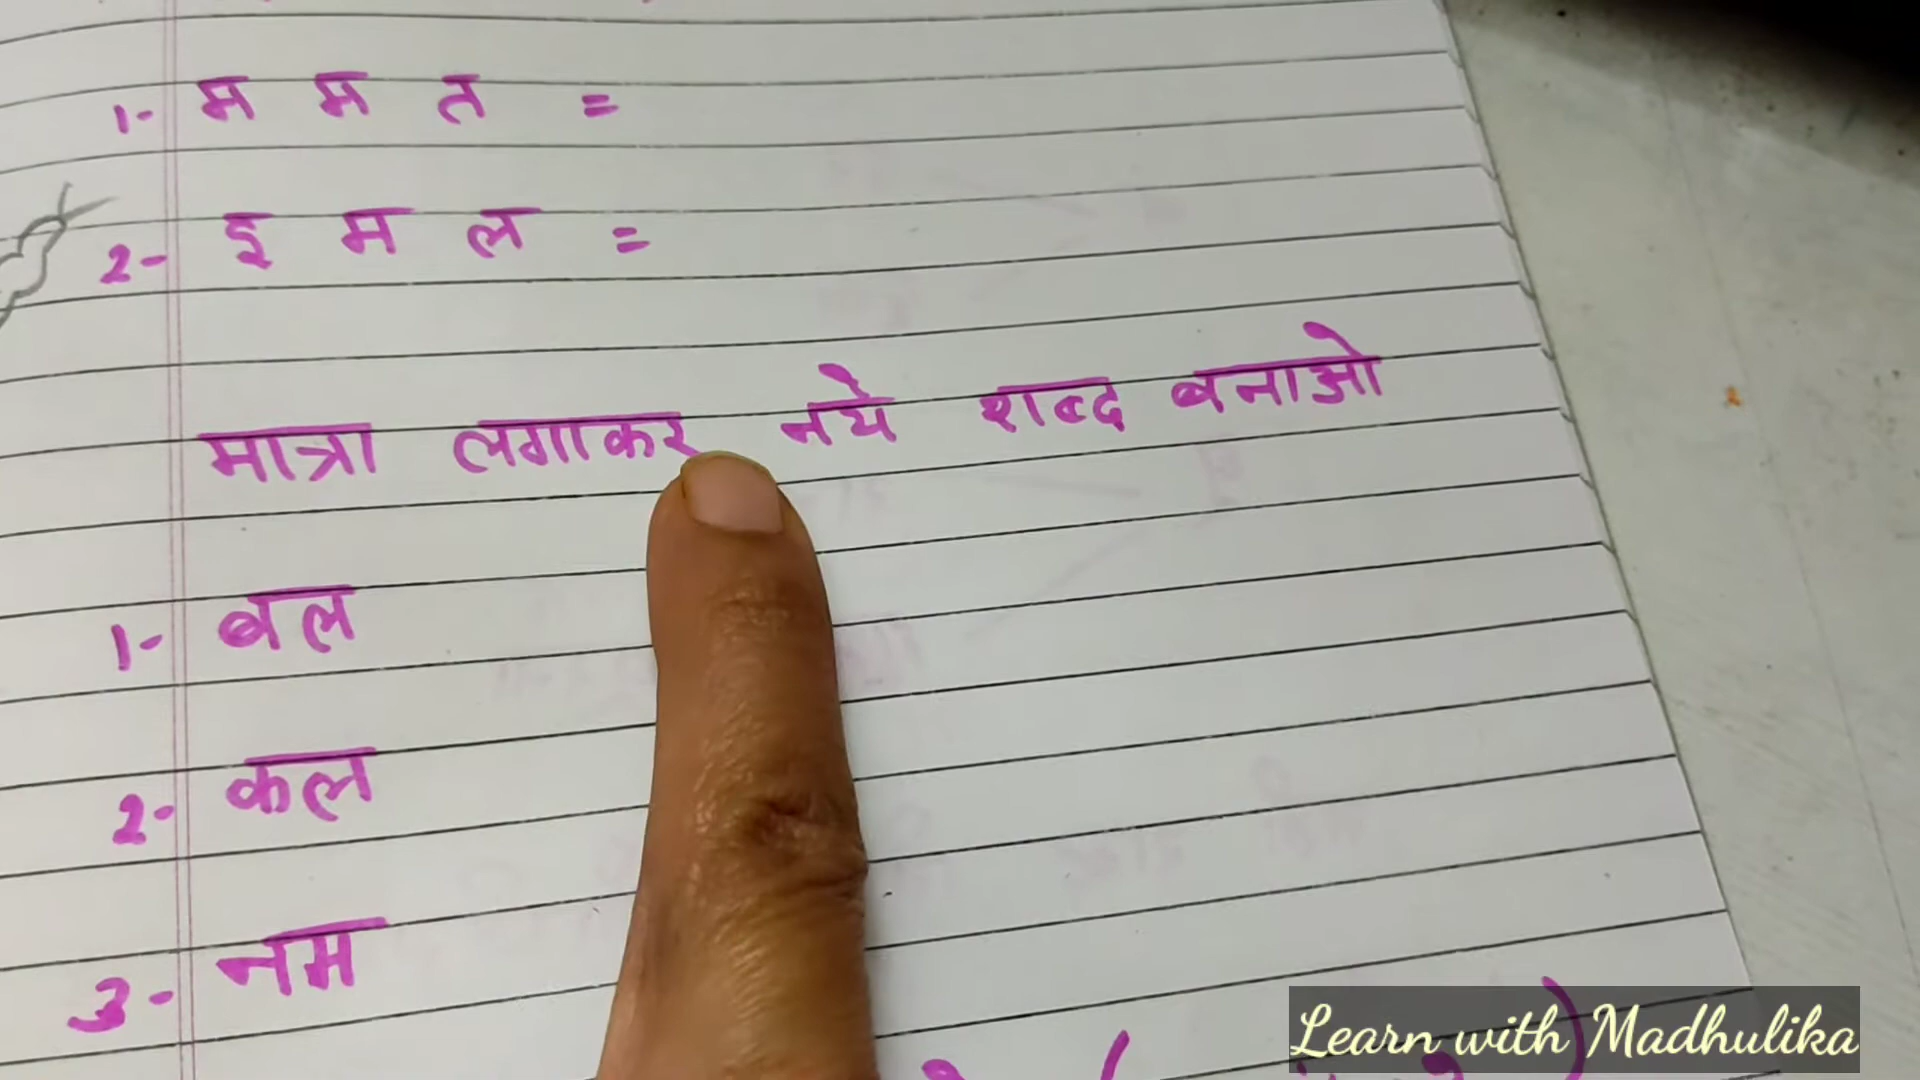 1- म म त =
2- इ म ल =
मात्रा लगाकर नये शब्द बनाओ
1- बल
2- कल
3- नम
Learn with Madhulika